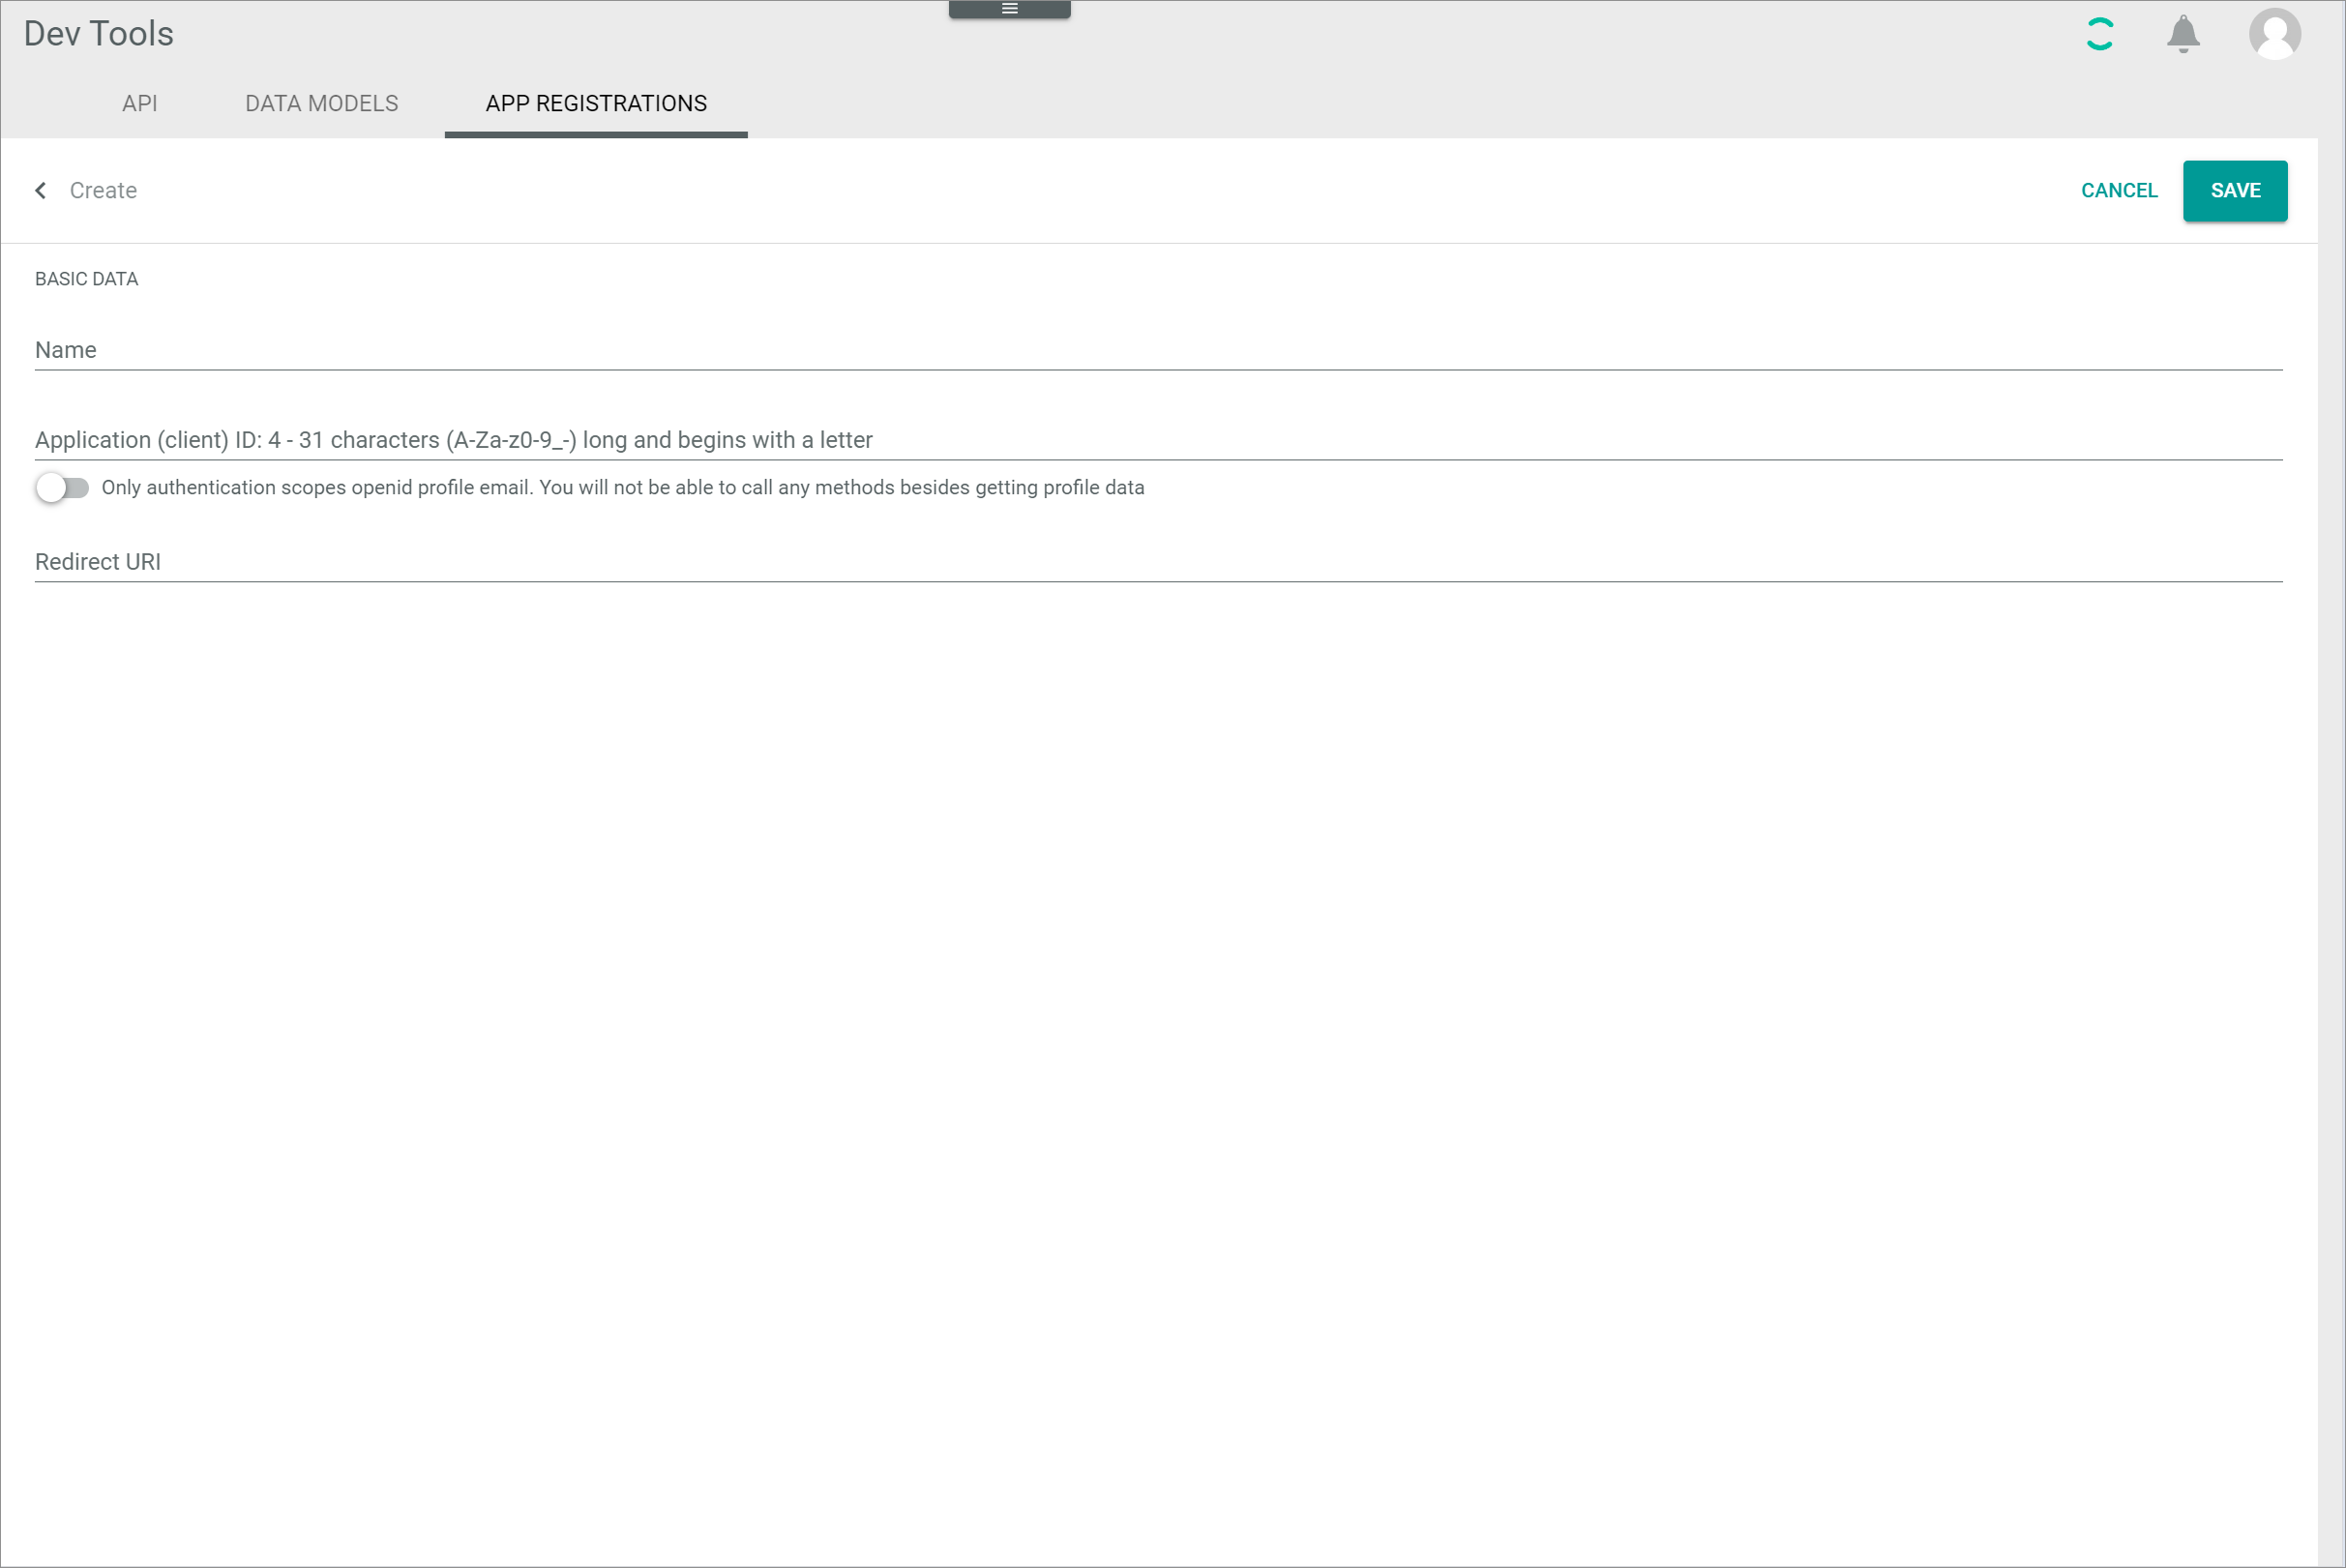 Dev Tools
API
DATA MODELS
APP REGISTRATIONS
Create
CANCEL
SAVE
BASIC DATA
Name
Application (client) ID: 4 - 31 characters (A-Za-z0-9_-) long and begins with a letter
Only authentication scopes openid profile email. You will not be able to call any methods besides getting profile data
Redirect URI